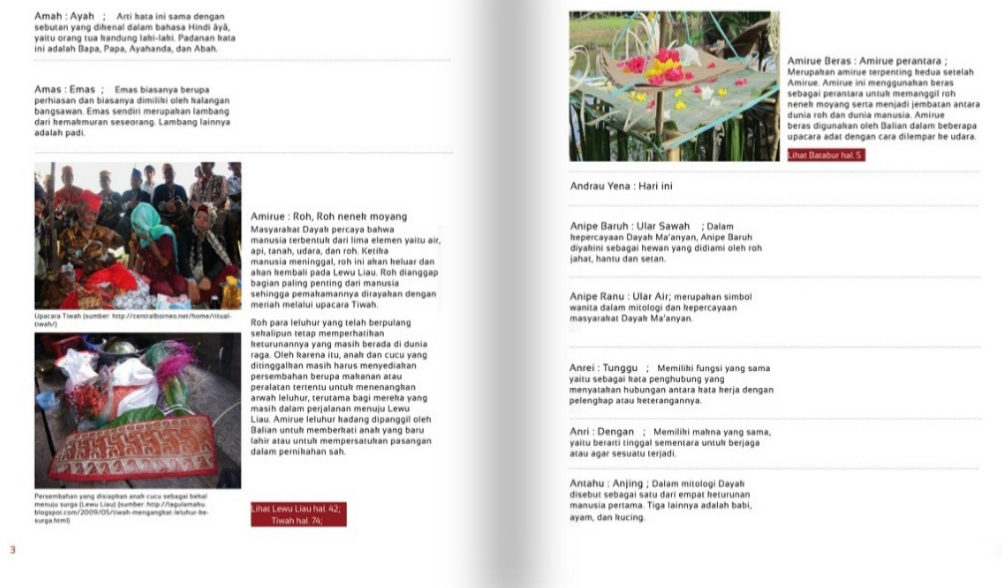 Amah : Ayah ; Arti kata ini sama dengan
sebutan yang dikenal dalam bahasa Hindi âyâ,
yaitu orang tua kandung laki-laki. Padanan kata
ini adalah Bapa, Papa, Ayahanda, dan Abah.
Amas : Emas ; Emas biasanya berupa
perhiasan dan biasanya dimiliki oleh kalangan
bangsawan. Emas sendiri merupakan lambang
dari kemakmuran seseorang. Lambang lainnya
adalah padi.
Upacara Tiwah (sumber: http://centralborneo.net/home/ritual-
tiwah/)
Persembahan yang disiapkan anak cucu sebagai bekal
menuju surga (Lewu Liau) (sumber: http://lagulamaku.
blogspot.com/2009/05/tiwah-mengangkat-leluhur-ke-
surga.html)
Amirue : Roh, Roh nenek moyang
Masyarakat Dayak percaya bahwa
manusia terbentuk dari lima elemen yaitu air,
api, tanah, udara, dan roh. Ketika
manusia meninggal, roh ini akan keluar dan
akan kembali pada Lewu Liau. Roh dianggap
bagian paling penting dari manusia
sehingga pemakamannya dirayakan dengan
meriah melalui upacara Tiwah.
Roh para leluhur yang telah berpulang
sekalipun tetap memperhatikan
keturunannya yang masih berada di dunia
raga. Oleh karena itu, anak dan cucu yang
ditinggalkan masih harus menyediakan
persembahan berupa makanan atau
peralatan tertentu untuk menenangkan
arwah leluhur, terutama bagi mereka yang
masih dalam perjalanan menuju Lewu
Liau. Amirue leluhur kadang dipanggil oleh
Balian untuk memberkati anak yang baru
lahir atau untuk mempersatukan pasangan
dalam pernikahan sah.
Lihat Lewu Liau hal. 42;
Tiwah hal. 74;
3
Amirue Beras : Amirue perantara ;
Merupakan amirue terpenting kedua setelah
Amirue. Amirue ini menggunakan beras
sebagai perantara untuk memanggil roh
nenek moyang serta menjadi jembatan antara
dunia roh dan dunia manusia. Amirue
beras digunakan oleh Balian dalam beberapa
upacara adat dengan cara dilempar ke udara.
Lihat Batabur hal. 5
Andrau Yena : Hari ini
Anipe Baruh : Ular Sawah ; Dalam
kepercayaan Dayak Ma'anyan, Anipe Baruh
diyakini sebagai hewan yang didiami oleh roh
jahat, hantu dan setan.
Anipe Ranu : Ular Air; merupakan simbol
wanita dalam mitologi dan kepercayaan
masyarakat Dayak Ma'anyan.
Anrei : Tunggu ; Memiliki fungsi yang sama
yaitu sebagai kata penghubung yang
menyatakan hubungan antara kata kerja dengan
pelengkap atau keterangannya.
Anri : Dengan ; Memiliki makna yang sama,
yaitu berarti tinggal sementara untuk berjaga
atau agar sesuatu terjadi.
Antahu : Anjing ; Dalam mitologi Dayak
disebut sebagai satu dari empat keturunan
manusia pertama. Tiga lainnya adalah babi,
ayam, dan kucing.